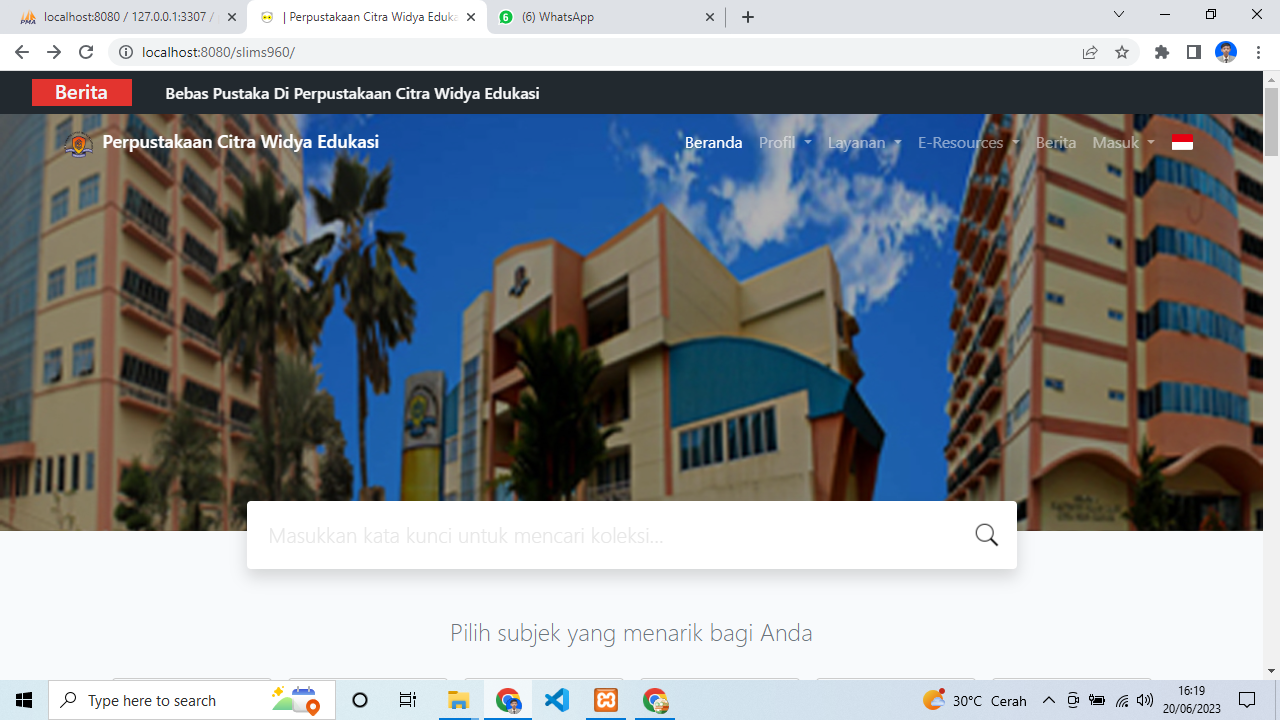 localhost:8080 / 127.0.0.1:3307 /
| Perpustakaan Citra Widya Eduka
(6) WhatsApp
localhost:8080/slims960/
Berita
Bebas Pustaka Di Perpustakaan Citra Widya Edukasi
Perpustakaan Citra Widya Edukasi
Beranda Profil Layanan E-Resources Berita Masuk
Masukkan kata kunci untuk mencari koleksi...
Pilih subjek yang menarik bagi Anda
Type here to search
30°C Cerah
16:19
20/06/2023